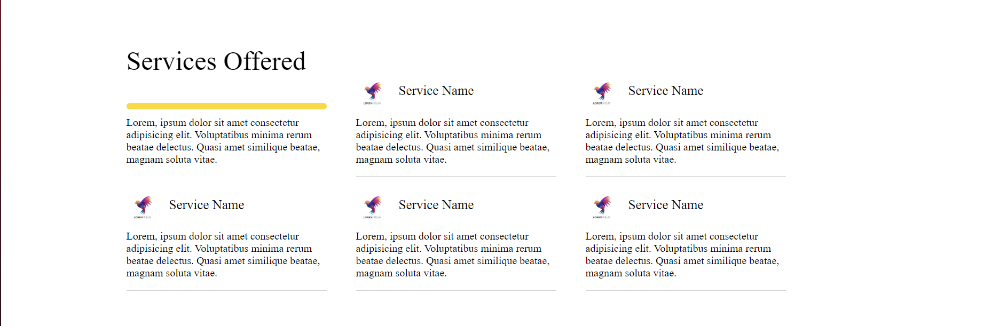 Services Offered
Lorem, ipsum dolor sit amet consectetur
adipisicing elit. Voluptatibus minima rerum
beatae delectus. Quasi amet similique beatae,
magnam soluta vitae.
LOREM IPSUM
Service Name
Lorem, ipsum dolor sit amet consectetur
adipisicing elit. Voluptatibus minima rerum
beatae delectus. Quasi amet similique beatae,
magnam soluta vitae.
LOREM IPSUM
Service Name
Lorem, ipsum dolor sit amet consectetur
adipisicing elit. Voluptatibus minima rerum
beatae delectus. Quasi amet similique beatae,
magnam soluta vitae.
LOREM IPSUM
Service Name
Lorem, ipsum dolor sit amet consectetur
adipisicing elit. Voluptatibus minima rerum
beatae delectus. Quasi amet similique beatae,
magnam soluta vitae.
LOREM IPSUM
Service Name
Lorem, ipsum dolor sit amet consectetur
adipisicing elit. Voluptatibus minima rerum
beatae delectus. Quasi amet similique beatae,
magnam soluta vitae.
LOREM IPSUM
Service Name
Lorem, ipsum dolor sit amet consectetur
adipisicing elit. Voluptatibus minima rerum
beatae delectus. Quasi amet similique beatae,
magnam soluta vitae.